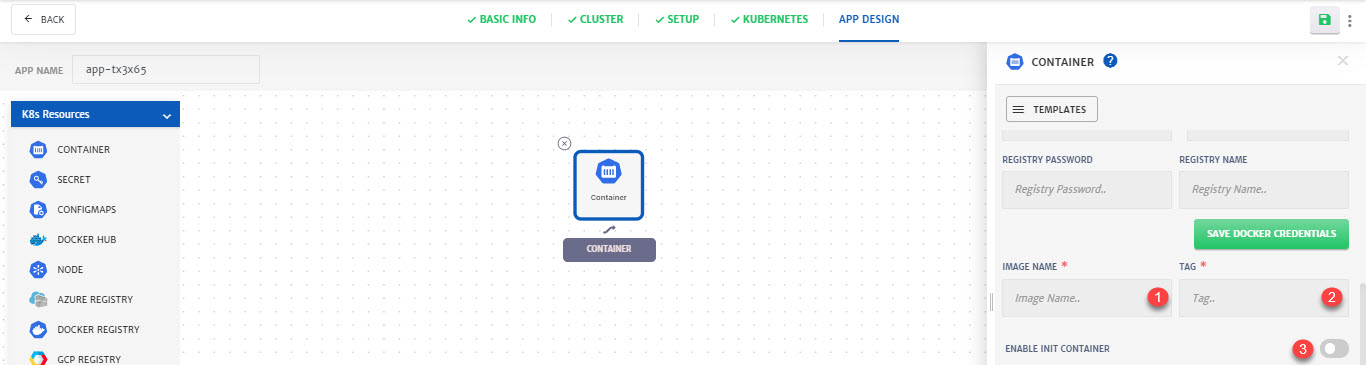 BACK
BASIC INFO
CLUSTER
SETUP
KUBERNETES
APP DESIGN
APP NAME
app-tx3x65
K8s Resources
CONTAINER
SECRET
CONFIGMAPS
DOCKER HUB
NODE
AZURE REGISTRY
DOCKER REGISTRY
GCP REGISTRY
Container
CONTAINER
CONTAINER ?
TEMPLATES
REGISTRY PASSWORD
REGISTRY NAME
Registry Password..
Registry Name..
SAVE DOCKER CREDENTIALS
IMAGE NAME *
TAG *
Image Name.. 1
Tag.. 2
ENABLE INIT CONTAINER 3